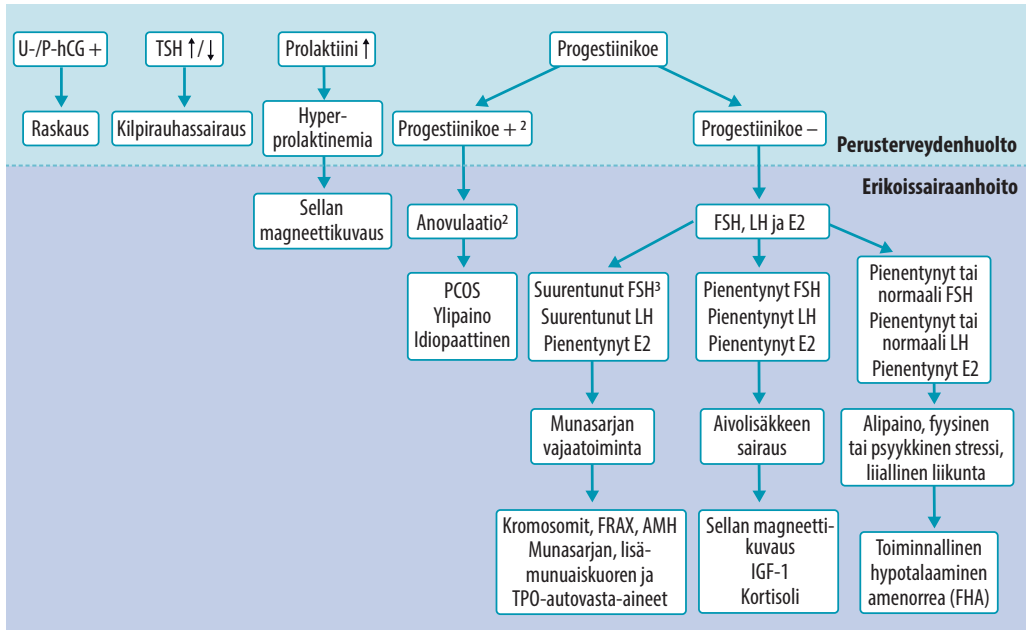 U-/P-hCG +
TSH ↑/↓
Prolaktiini ↑
Progestiinikoe
Raskaus
Kilpirauhassairaus
Hyper-
prolaktinemia
Progestiinikoe + ²
Progestiinikoe –
Perusterveydenhuolto
Erikoissairaanhoito
Sellan
magneettikuvaus
Anovulaatio²
FSH, LH ja E2
PCOS
Ylipaino
Idiopaattinen
Suurentunut FSH³
Suurentunut LH
Pienentynyt E2
Pienentynyt FSH
Pienentynyt LH
Pienentynyt E2
Pienentynyt tai
normaali FSH
Pienentynyt tai
normaali LH
Pienentynyt E2
Munasarjan
vajaatoiminta
Aivolisäkkeen
sairaus
Alipaino, fyysinen
tai psyykkinen stressi,
liiallinen liikunta
Kromosomit, FRAX, AMH
Munasarjan, lisä-
munuaiskuoren ja
TPO-autovasta-aineet
Sellan magneetti-
kuvaus
IGF-1
Kortisoli
Toiminnallinen
hypotalaaminen
amenorrea (FHA)